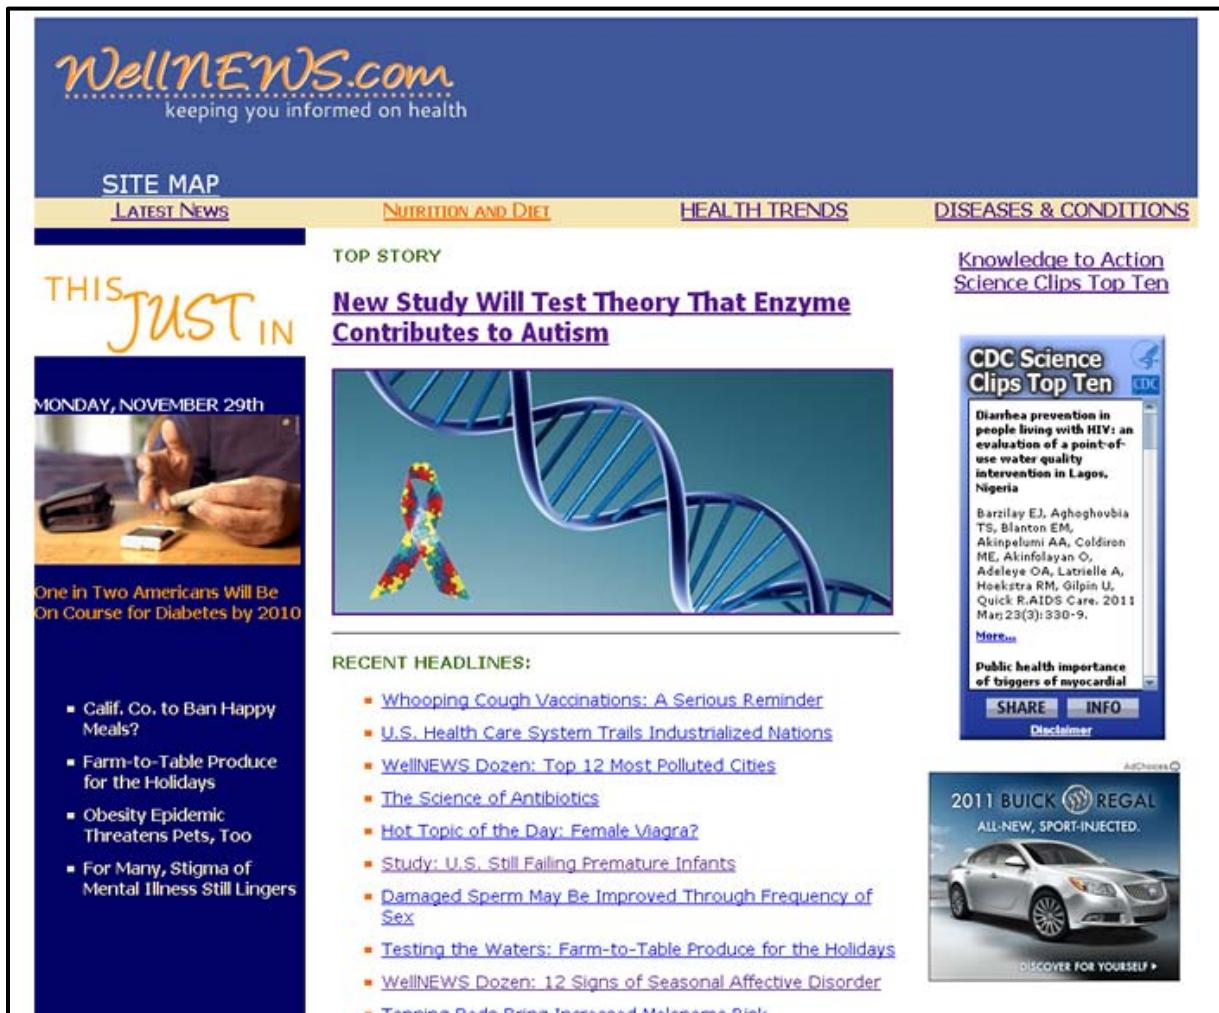 WellNEWS.com
keeping you informed on health
SITE MAP
LATEST NEWS
NUTRITION AND DIET
HEALTH TRENDS
DISEASES & CONDITIONS
THIS
JUST
IN
MONDAY, NOVEMBER 29th
One in Two Americans Will Be
On Course for Diabetes by 2010
Calif. Co. to Ban Happy
Meals?
Farm-to-Table Produce
for the Holidays
Obesity Epidemic
Threatens Pets, Too
For Many, Stigma of
Mental Illness Still Lingers
TOP STORY
New Study Will Test Theory That Enzyme
Contributes to Autism
RECENT HEADLINES:
Whooping Cough Vaccinations: A Serious Reminder
U.S. Health Care System Trails Industrialized Nations
WellNEWS Dozen: Top 12 Most Polluted Cities
The Science of Antibiotics
Hot Topic of the Day: Female Viagra?
Study: U.S. Still Failing Premature Infants
Damaged Sperm May Be Improved Through Frequency of
Sex
Testing the Waters: Farm-to-Table Produce for the Holidays
WellNEWS Dozen: 12 Signs of Seasonal Affective Disorder
Knowledge to Action
Science Clips Top Ten
CDC Science
Clips Top Ten
CDC
Diarrhea prevention in
people living with HIV: an
evaluation of a point-of-
use water quality
intervention in Lagos,
Nigeria
Barzilay EJ, Aghoghovbia
TS, Blanton EM,
Akinpelumi AA, Coldiron
ME, Akinfolayan O,
Adeleye OA, Latrielle A,
Hoekstra RM, Gilpin U,
Quick R.AIDS Care. 2011
Mar;23(3):330-9.
More...
Public health importance
of triggers of myocardial
SHARE INFO
Disclaimer
AdChoices
2011 BUICK REGAL
ALL-NEW, SPORT-INJECTED.
DISCOVER FOR YOURSELF